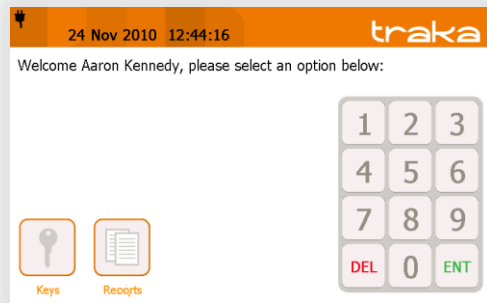 24 Nov 2010 12:44:16
traka
Welcome Aaron Kennedy, please select an option below:
1 2 3
4 5 6
7 8 9
DEL 0 ENT
Keys Reports